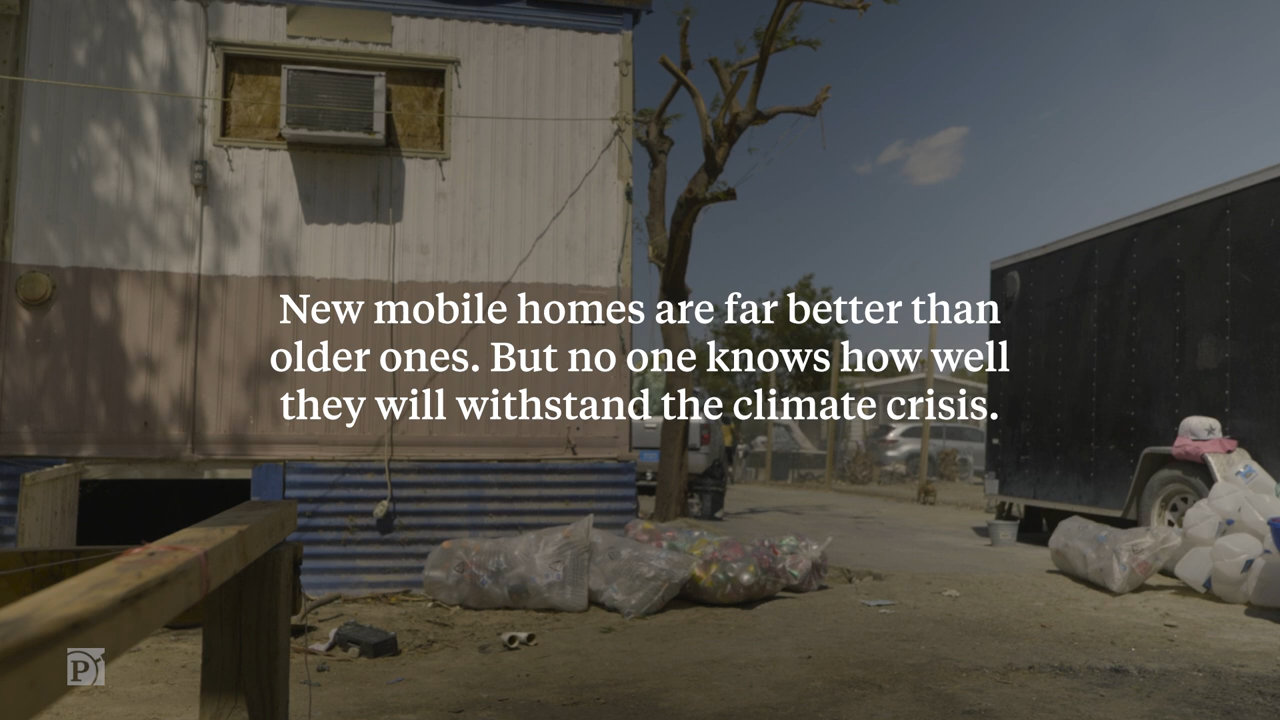 New mobile homes are far better than
older ones. But no one knows how well
they will withstand the climate crisis.
P